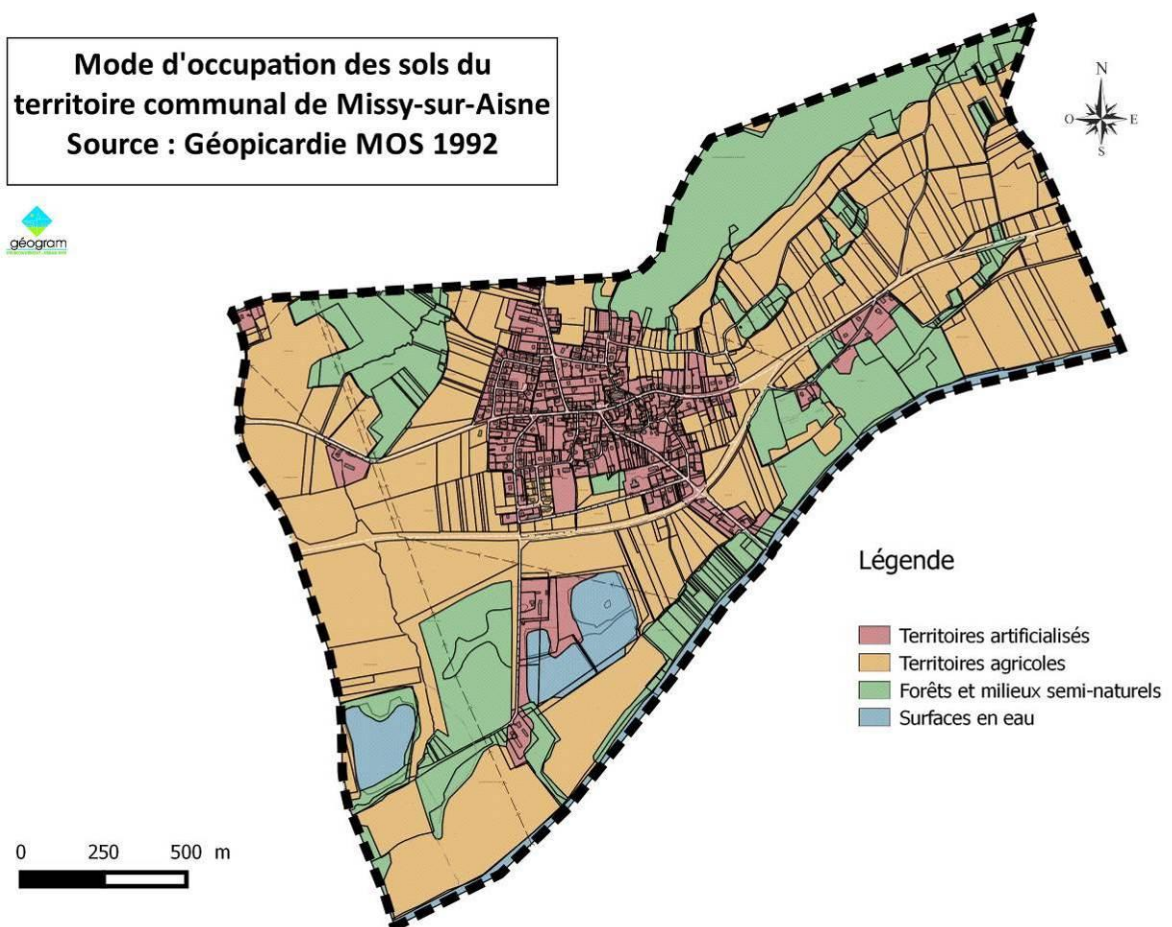 Mode d'occupation des sols du
territoire communal de Missy-sur-Aisne
Source : Géopicardie MOS 1992
N
O
E
S
géogram
Légende
Territoires artificialisés
Territoires agricoles
Forêts et milieux semi-naturels
Surfaces en eau
0 250 500 m